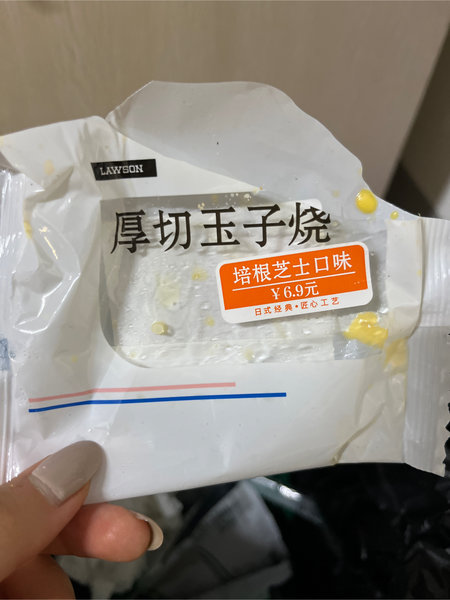 LAWSON
厚切玉子烧
培根芝士口味
￥6.9元
日式经典·匠心工艺